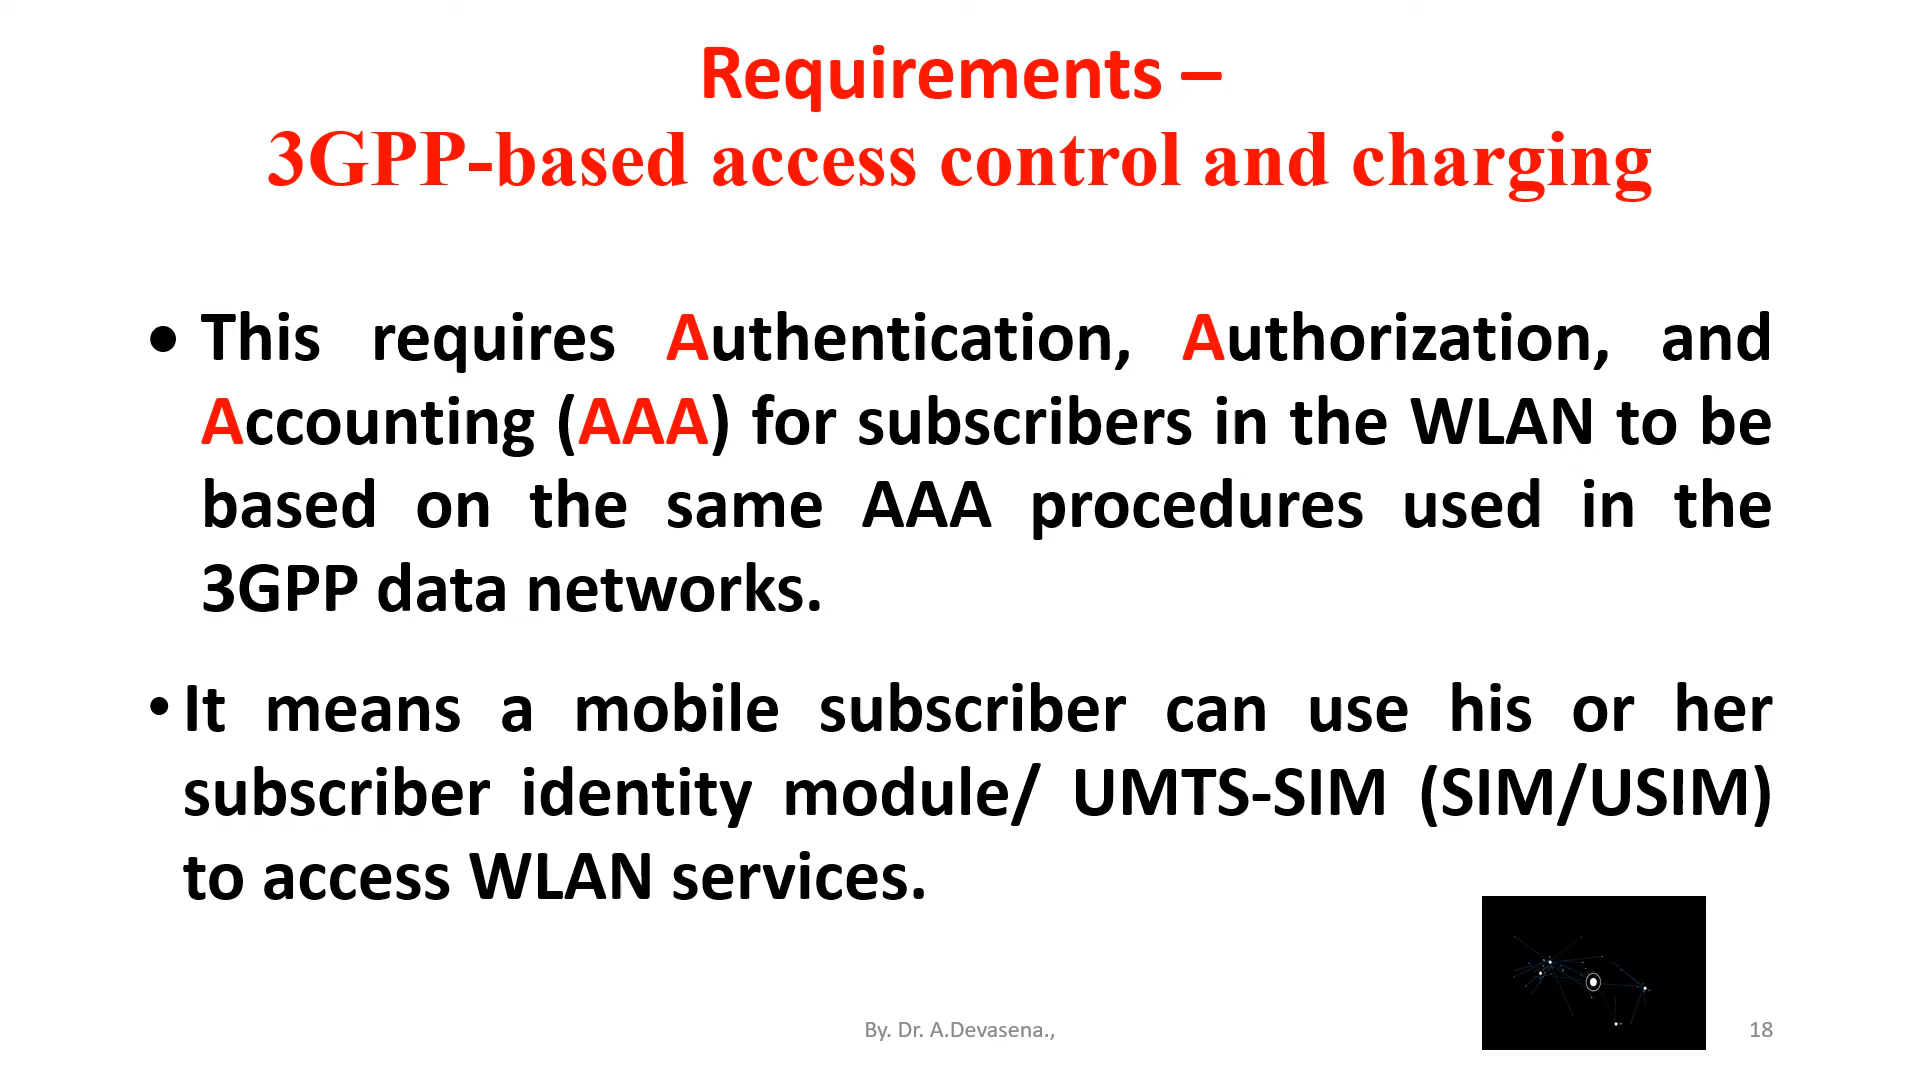 Requirements –
3GPP-based access control and charging
• This requires Authentication, Authorization, and
Accounting (AAA) for subscribers in the WLAN to be
based on the same AAA procedures used in the
3GPP data networks.
• It means a mobile subscriber can use his or her
subscriber identity module/ UMTS-SIM (SIM/USIM)
to access WLAN services.
By. Dr. A.Devasena.,
18